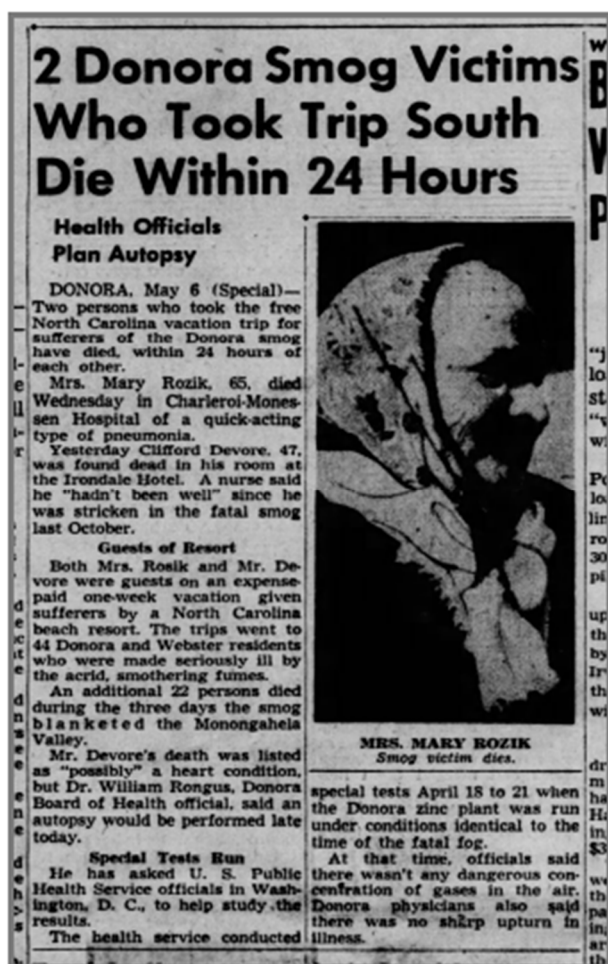 2 Donora Smog Victims
Who Took Trip South
Die Within 24 Hours
Health Officials
Plan Autopsy
DONORA, May 6 (Special)—
Two persons who took the free
North Carolina vacation trip for
sufferers of the Donora smog
have died, within 24 hours of
each other.
Mrs. Mary Rozik, 65, died
Wednesday in Charleroi-Mones-
sen Hospital of a quick-acting
type of pneumonia.
Yesterday Clifford Devore, 47,
was found dead in his room at
the Irondale Hotel. A nurse said
he "hadn't been well" since he
was stricken in the fatal smog
last October.
Guests of Resort
Both Mrs. Rosik and Mr. De-
vore were guests on an expense-
paid one-week vacation given
sufferers by a North Carolina
beach resort. The trips went to
44 Donora and Webster residents
who were made seriously ill by
the acrid, smothering fumes.
An additional 22 persons died
during the three days the smog
blanketed the Monongahela
Valley.
Mr. Devore's death was listed
as "possibly" a heart condition,
but Dr. William Rongus, Donora
Board of Health official, said an
autopsy would be performed late
today.
Special Tests Run
He has asked U. S. Public
Health Service officials in Wash-
ington, D. C., to help study the
results.
The health service conducted
MRS. MARY ROZIK
Smog victim dies.
special tests April 18 to 21 when
the Donora zinc plant was run
under conditions identical to the
time of the fatal fog.
At that time, officials said
there wasn't any dangerous con-
centration of gases in the air.
Donora physicians also said
there was no sharp upturn in
illness.